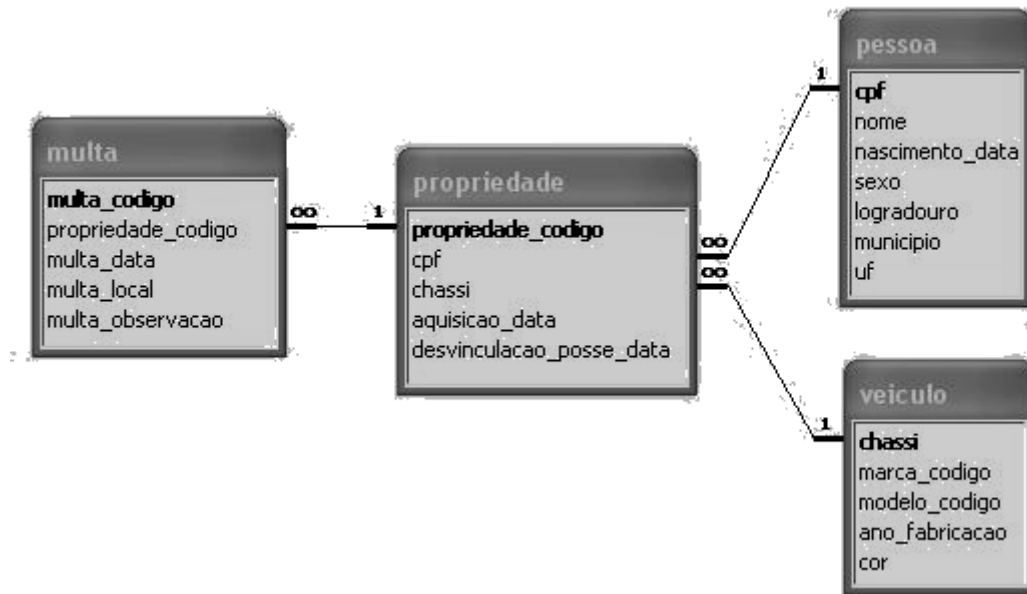 multa
multa_codigo
propriedade_codigo
multa_data
multa_local
multa_observacao
oo
1
propriedade
propriedade_codigo
cpf
chassi
aquisicao_data
desvinculacao_posse_data
oo
oo
1
1
pessoa
cpf
nome
nascimento_data
sexo
logradouro
municipio
uf
veiculo
chassi
marca_codigo
modelo_codigo
ano_fabricacao
cor